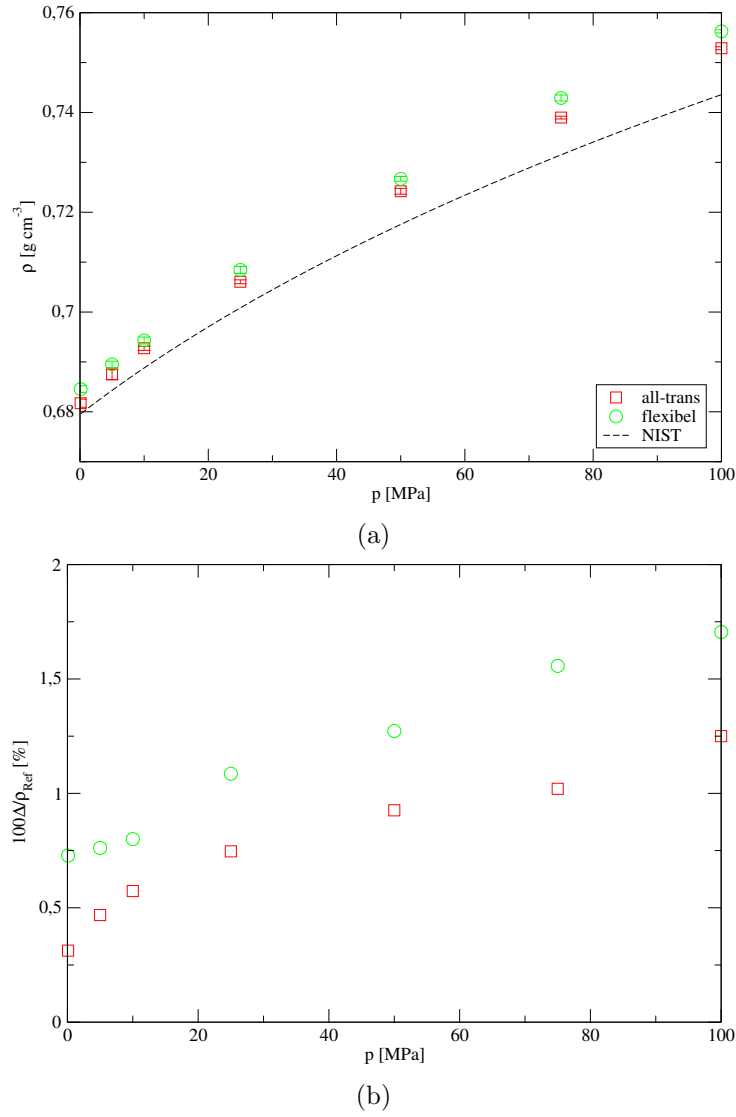 0,76
0,74
0,72
0,7
0,68
ρ [g cm⁻³]
0 20 40 60 80 100
p [MPa]
all-trans
flexibel
NIST
(a)
2
1,5
1
0,5
0
100Δ/ρ_Ref [%]
0 20 40 60 80 100
p [MPa]
(b)